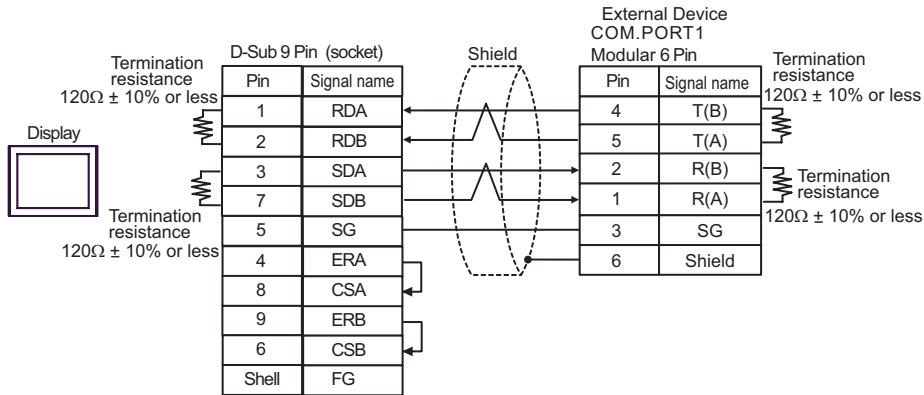 External Device
COM.PORT1
D-Sub 9 Pin (socket)
Shield
Modular 6 Pin
Termination
resistance
120Ω ± 10% or less
Pin Signal name
Pin Signal name
Termination
resistance
120Ω ± 10% or less
Display
1 RDA
4 T(B)
2 RDB
5 T(A)
3 SDA
2 R(B)
7 SDB
1 R(A)
Termination
resistance
120Ω ± 10% or less
Termination
resistance
120Ω ± 10% or less
5 SG
3 SG
4 ERA
6 Shield
8 CSA
9 ERB
6 CSB
Shell FG